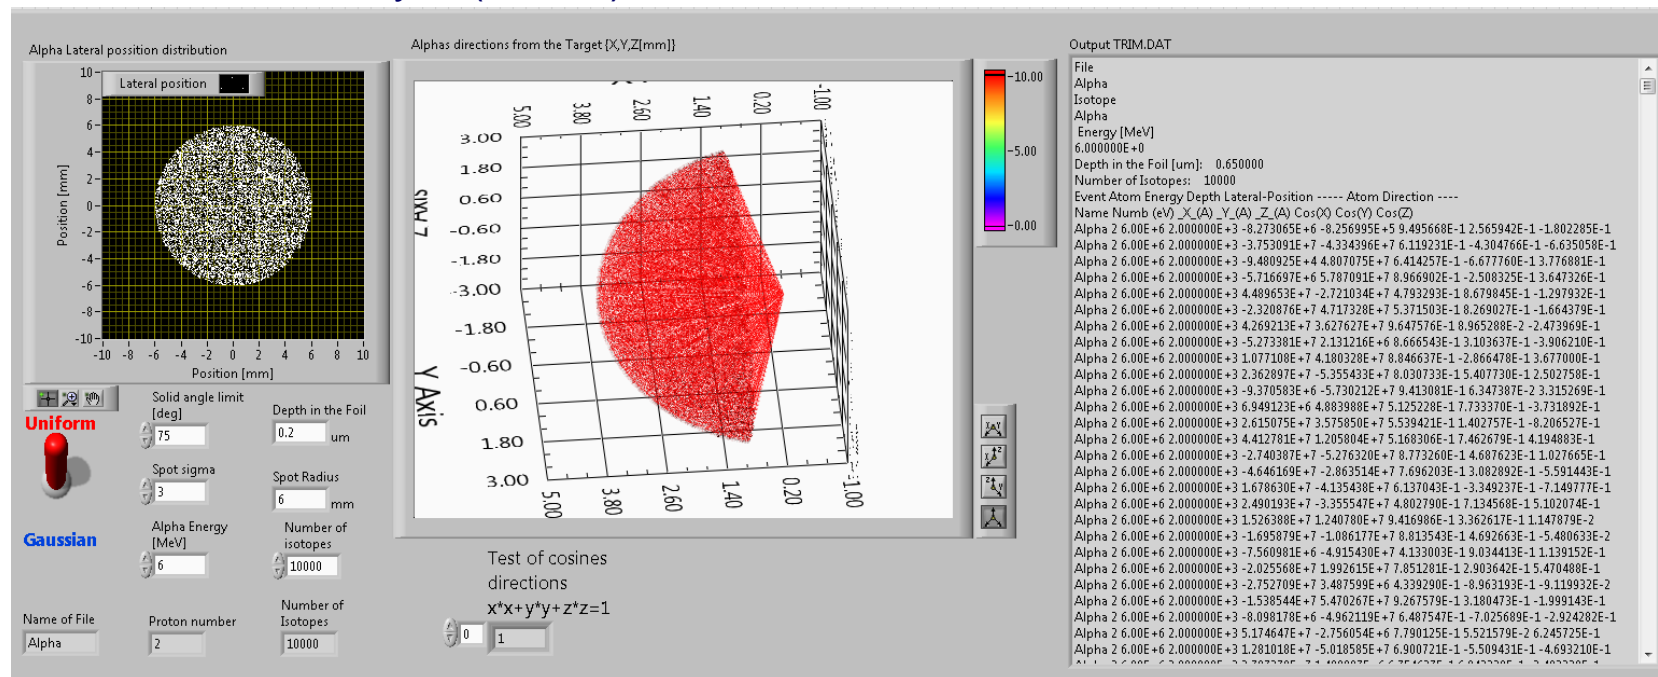 Alpha Lateral possition distribution
Lateral position
10
8
6
4
2
0
-2
-4
-6
-8
-10
-10 -8 -6 -4 -2 0 2 4 6 8 10
Position [mm]
Position [mm]
Uniform
Gaussian
Solid angle limit
[deg]
75
Depth in the Foil
0.2 um
Spot sigma
3
Spot Radius
6 mm
Alpha Energy
[MeV]
6
Number of
isotopes
10000
Name of File
Alpha
Proton number
2
Number of
Isotopes
10000
Alphas directions from the Target {X,Y,Z[mm]}
5.00 3.80 2.60 1.40 0.20 -1.00
3.00
1.80
0.60
-0.60
-1.80
-3.00
-1.80
-0.60
0.60
1.80
3.00
Y Axis
5.00 3.80 2.60 1.40 0.20 -1.00
10.00
5.00
0.00
Test of cosines
directions
x*x+y*y+z*z=1
0 1
Output TRIM.DAT
File
Alpha
Isotope
Alpha
Energy [MeV]
6.000000E+0
Depth in the Foil [um]: 0.650000
Number of Isotopes: 10000
Event Atom Energy Depth Lateral-Position ----- Atom Direction ----
Name Numb (eV) _X_(A) _Y_(A) _Z_(A) Cos(X) Cos(Y) Cos(Z)
Alpha 2 6.00E+6 2.000000E+3 -8.273065E+6 -8.256995E+5 9.495668E-1 2.565942E-1 -1.802285E-1
Alpha 2 6.00E+6 2.000000E+3 -3.753091E+7 -4.334396E+7 6.119231E-1 -4.304766E-1 -6.635058E-1
Alpha 2 6.00E+6 2.000000E+3 -9.480925E+4 4.807075E+7 6.414257E-1 -6.677760E-1 3.776881E-1
Alpha 2 6.00E+6 2.000000E+3 -5.716697E+6 5.787091E+7 8.966902E-1 -2.508325E-1 3.647326E-1
Alpha 2 6.00E+6 2.000000E+3 4.489653E+7 -2.721034E+7 4.793293E-1 8.679845E-1 -1.297932E-1
Alpha 2 6.00E+6 2.000000E+3 -2.320876E+7 4.717328E+7 5.371503E-1 8.269027E-1 -1.664379E-1
Alpha 2 6.00E+6 2.000000E+3 4.269213E+7 3.627627E+7 9.647576E-1 8.965288E-2 -2.473969E-1
Alpha 2 6.00E+6 2.000000E+3 -5.273381E+7 2.131216E+6 8.666543E-1 3.103637E-1 -3.906210E-1
Alpha 2 6.00E+6 2.000000E+3 1.077108E+7 4.180328E+7 8.846637E-1 -2.866478E-1 3.677000E-1
Alpha 2 6.00E+6 2.000000E+3 2.362897E+7 -5.355433E+7 8.030733E-1 5.407730E-1 2.502758E-1
Alpha 2 6.00E+6 2.000000E+3 -9.370583E+6 -5.730212E+7 9.413081E-1 6.347387E-2 3.315269E-1
Alpha 2 6.00E+6 2.000000E+3 6.949123E+6 4.883988E+7 5.125228E-1 7.733370E-1 -3.731892E-1
Alpha 2 6.00E+6 2.000000E+3 2.615075E+7 3.575850E+7 5.539421E-1 1.402757E-1 -8.206527E-1
Alpha 2 6.00E+6 2.000000E+3 4.412781E+7 1.205804E+7 5.168306E-1 7.462679E-1 4.194883E-1
Alpha 2 6.00E+6 2.000000E+3 -2.740387E+7 -5.276320E+7 8.773260E-1 4.687623E-1 1.027665E-1
Alpha 2 6.00E+6 2.000000E+3 -4.646169E+7 -2.863514E+7 7.696203E-1 3.082892E-1 -5.591443E-1
Alpha 2 6.00E+6 2.000000E+3 1.678630E+7 -4.135438E+7 6.137043E-1 -3.349237E-1 -7.149777E-1
Alpha 2 6.00E+6 2.000000E+3 2.490193E+7 -3.355547E+7 4.802790E-1 7.134568E-1 5.102074E-1
Alpha 2 6.00E+6 2.000000E+3 1.526388E+7 1.240780E+7 9.416986E-1 3.362617E-1 1.147879E-2
Alpha 2 6.00E+6 2.000000E+3 -1.695879E+7 -1.086177E+7 8.813543E-1 4.692663E-1 -5.480633E-2
Alpha 2 6.00E+6 2.000000E+3 -7.560981E+6 -4.915430E+7 4.133003E-1 9.034413E-1 1.139152E-1
Alpha 2 6.00E+6 2.000000E+3 -2.025568E+7 1.992615E+7 7.851281E-1 2.903642E-1 5.470488E-1
Alpha 2 6.00E+6 2.000000E+3 -2.752709E+7 3.487599E+6 4.339290E-1 -8.963193E-1 -9.119932E-2
Alpha 2 6.00E+6 2.000000E+3 -1.538544E+7 5.470267E+7 9.267579E-1 3.180473E-1 -1.999143E-1
Alpha 2 6.00E+6 2.000000E+3 -8.098178E+6 -4.962119E+7 6.487547E-1 -7.025689E-1 -2.924282E-1
Alpha 2 6.00E+6 2.000000E+3 5.174647E+7 -2.756054E+6 7.790125E-1 5.521579E-2 6.245725E-1
Alpha 2 6.00E+6 2.000000E+3 1.281018E+7 -5.018585E+7 6.900721E-1 -5.509431E-1 -4.693210E-1